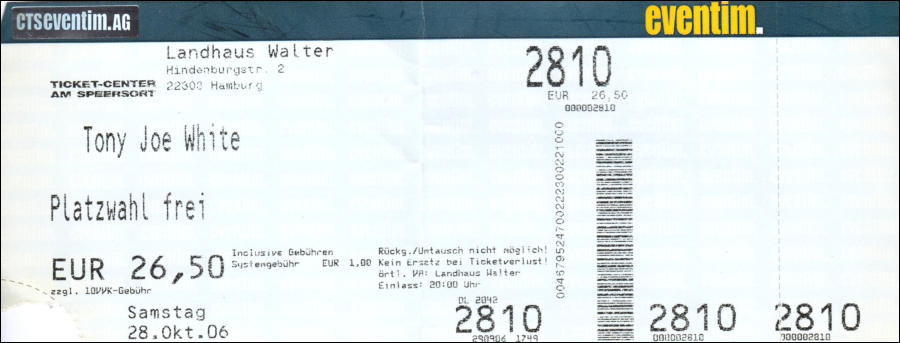 CTSeventim.AG
eventim.
Landhaus Walter
Hindenburgstr. 2
22303 Hamburg
TICKET-CENTER
AM SPEERSORT
2810
EUR 26,50
000002810
Tony Joe White
Platzwahl frei
EUR 26,50
Inclusive Gebühren
Systemgebühr EUR 1,00
zzgl. 10VVK-Gebühr
Rückg./Umtausch nicht möglich!
Kein Ersatz bei Ticketverlust!
örtl. VA: Landhaus Walter
Einlass: 20:00 Uhr
Samstag
28.Okt.06
DL 2042
2810
290906 1749
2810
000002810
2810
000002810